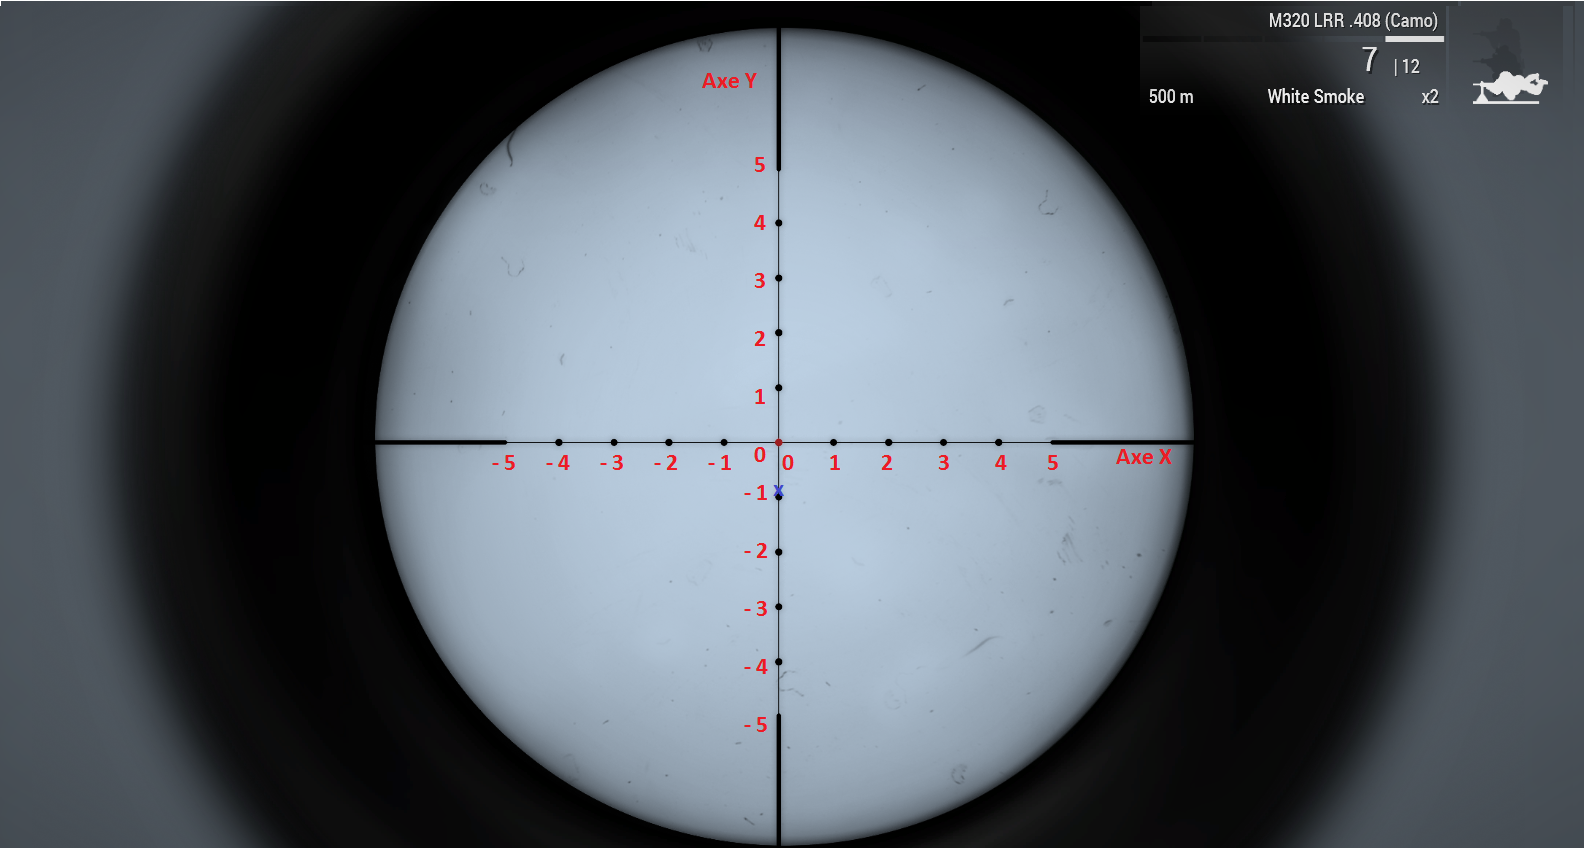 M320 LRR .408 (Camo)
7 | 12
500 m White Smoke x2
Axe Y
5
4
3
2
1
0
- 5 - 4 - 3 - 2 - 1 0 1 2 3 4 5 Axe X
- 1 X
- 2
- 3
- 4
- 5